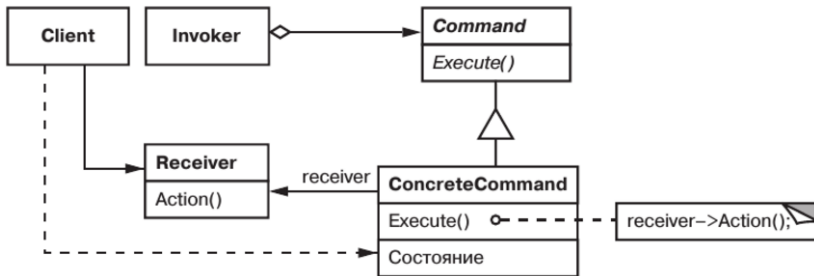 Client
Invoker
Command
Execute()
Receiver
Action()
receiver
ConcreteCommand
Execute()
receiver–>Action();
Состояние